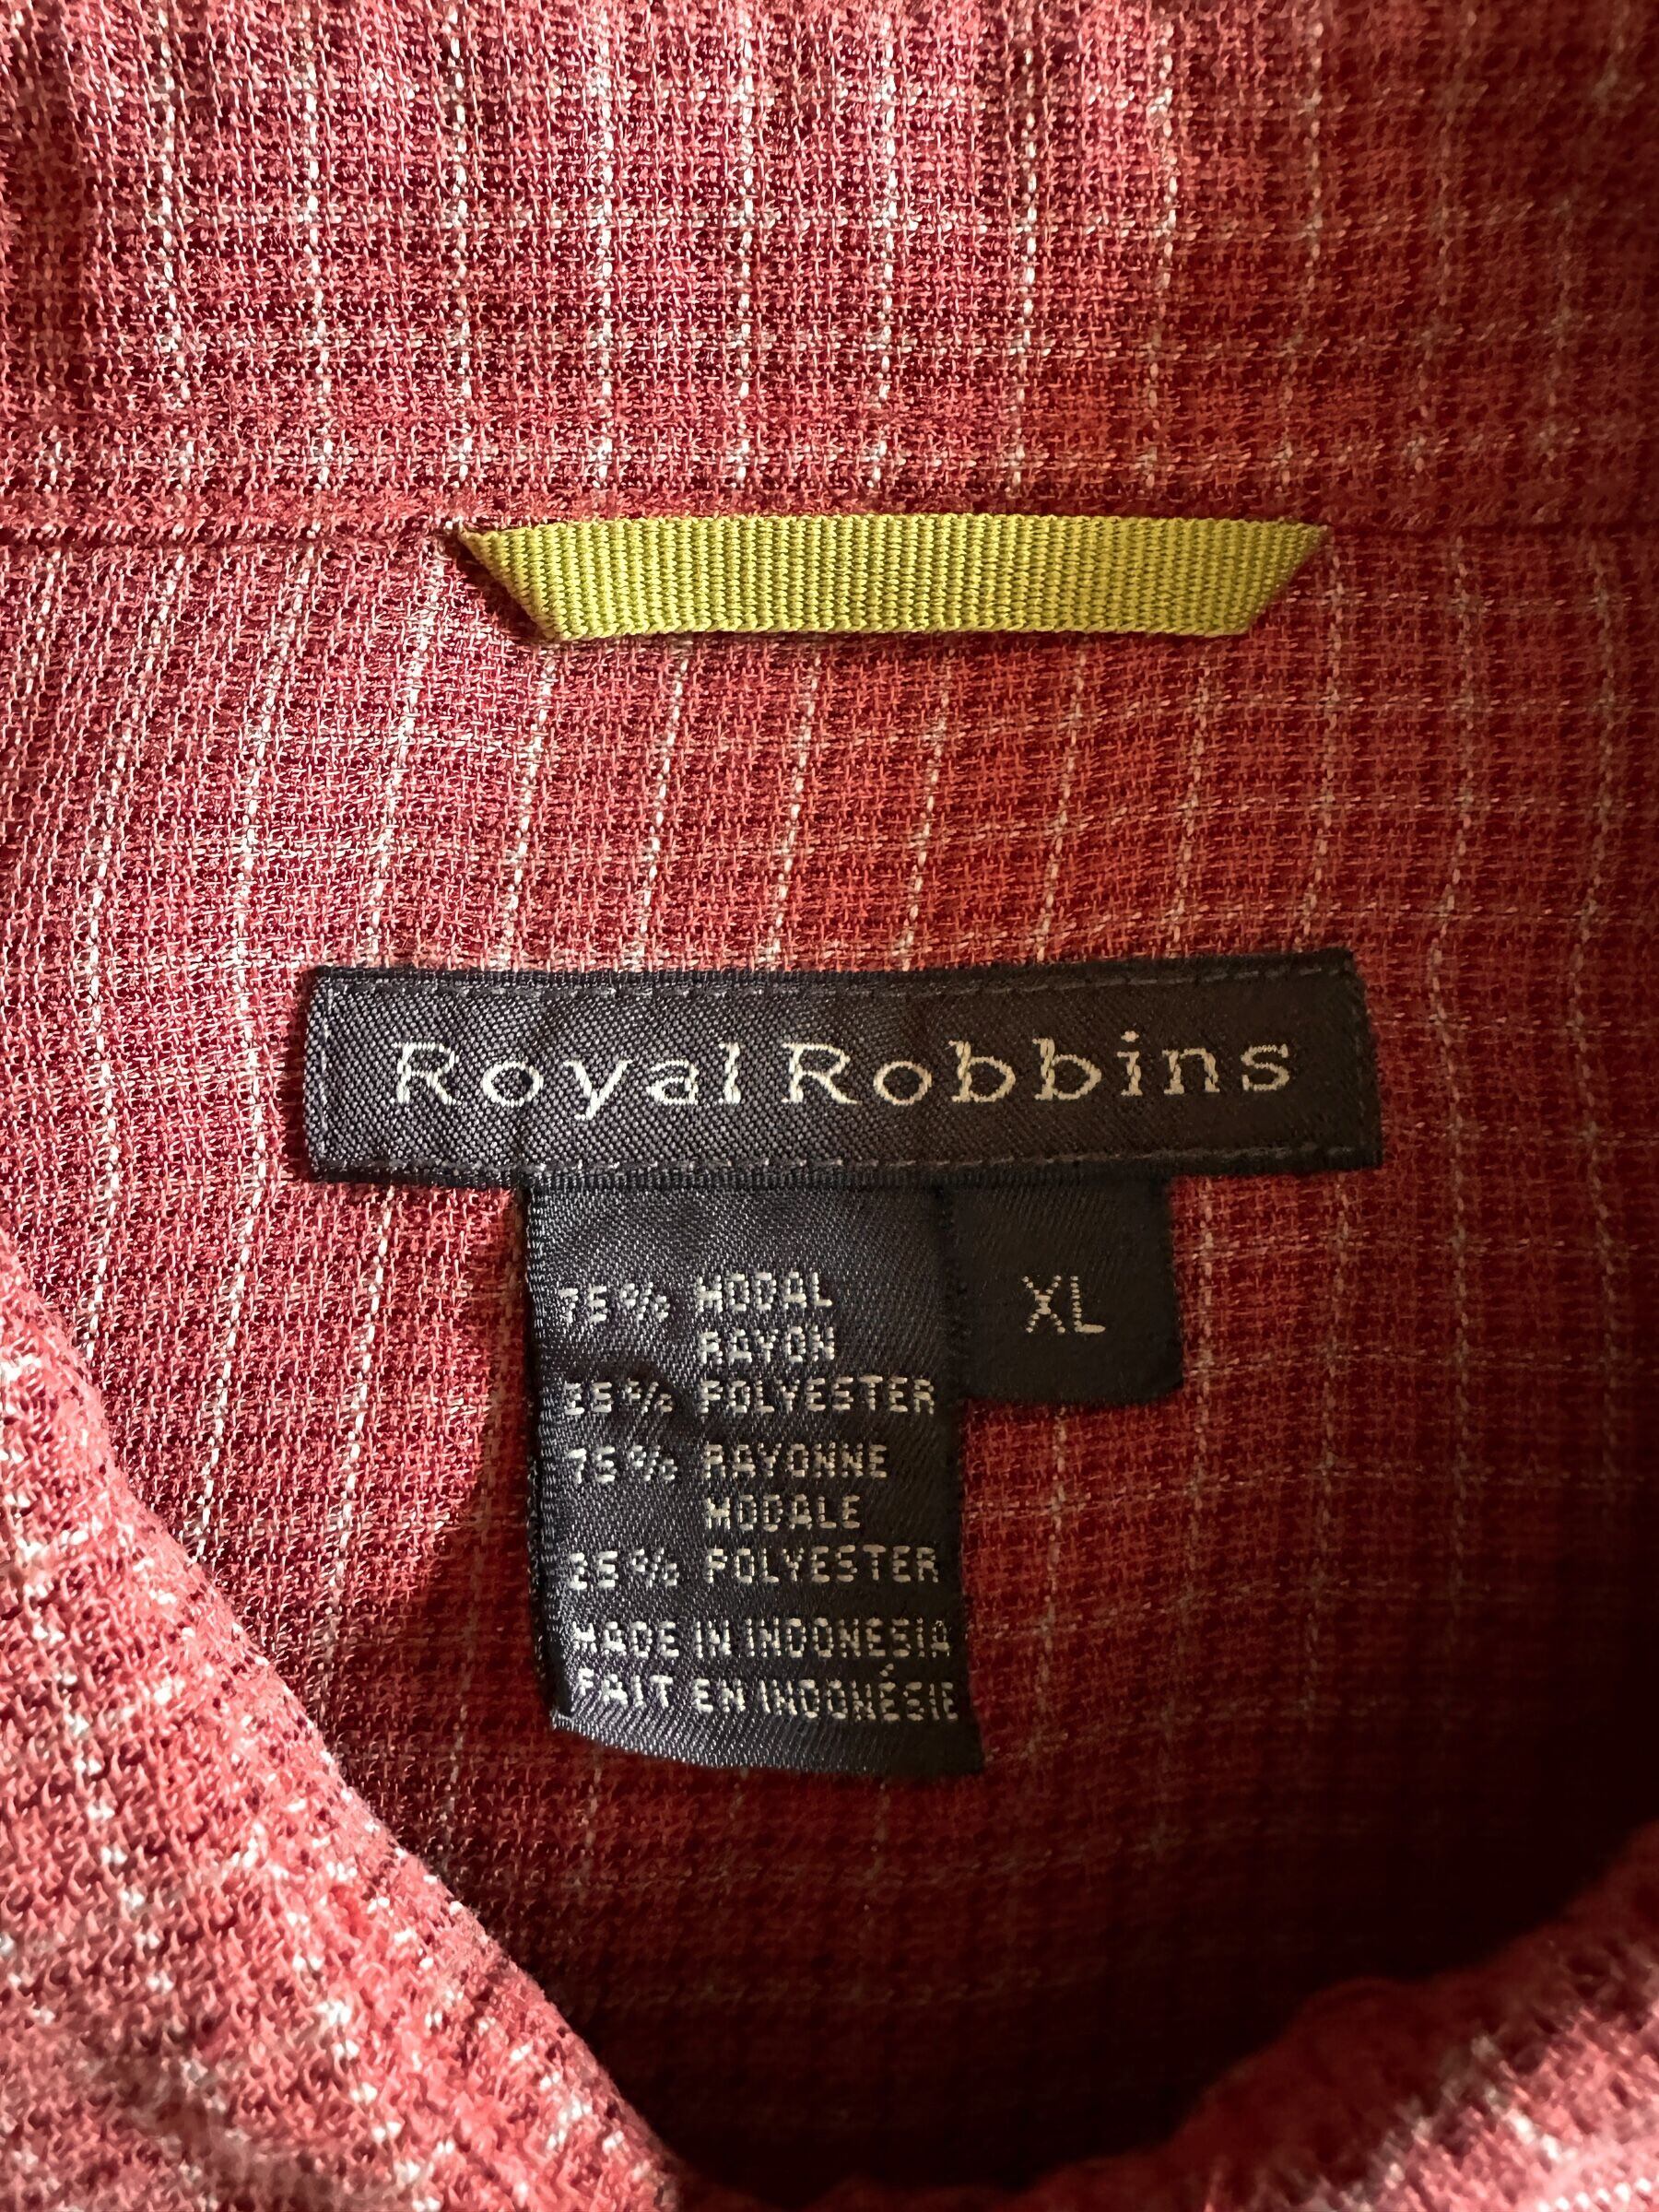 Royal Robbins
XL
75% MODAL
RAYON
25% POLYESTER
75% RAYONNE
MODALE
25% POLYESTER
MADE IN INDONESIA
FAIT EN INDONÉSIE